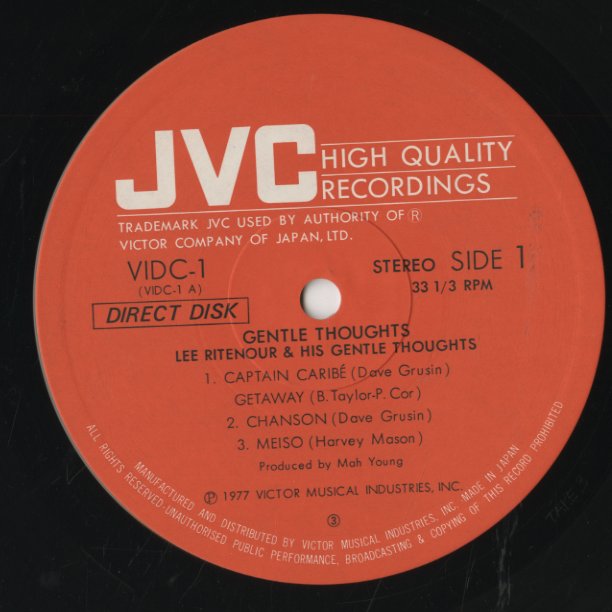 JVC HIGH QUALITY RECORDINGS
TRADEMARK JVC USED BY AUTHORITY OF Ⓡ
VICTOR COMPANY OF JAPAN, LTD.
VIDC-1
(VIDC-1 A)
DIRECT DISK
STEREO SIDE 1
33 1/3 RPM
GENTLE THOUGHTS
LEE RITENOUR & HIS GENTLE THOUGHTS
1. CAPTAIN CARIBÉ (Dave Grusin)
GETAWAY (B. Taylor-P. Cor)
2. CHANSON (Dave Grusin)
3. MEISO (Harvey Mason)
Produced by Mah Young
Ⓟ 1977 VICTOR MUSICAL INDUSTRIES, INC.
③
MANUFACTURED AND DISTRIBUTED BY VICTOR MUSICAL INDUSTRIES, INC. MADE IN JAPAN
ALL RIGHTS RESERVED·UNAUTHORISED PUBLIC PERFORMANCE, BROADCASTING & COPYING OF THIS RECORD PROHIBITED